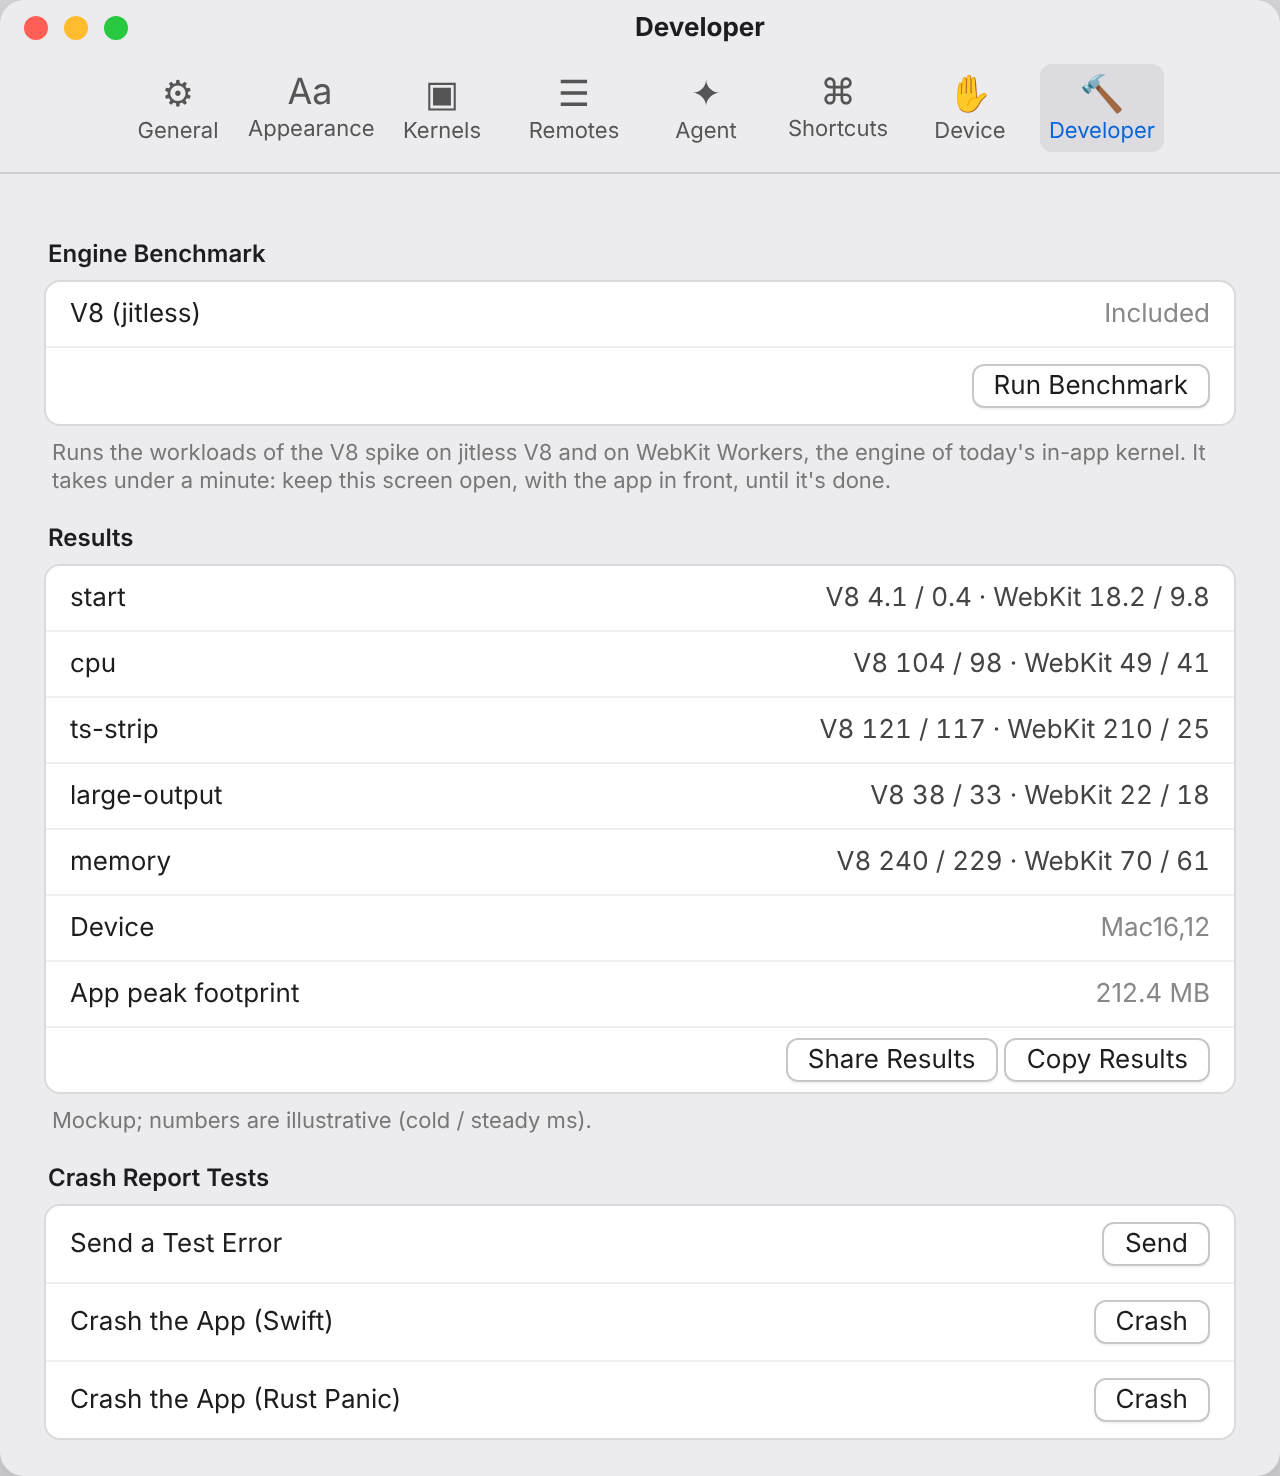 Developer
General
Appearance
Kernels
Remotes
Agent
Shortcuts
Device
Developer
Engine Benchmark
V8 (jitless) Included
Run Benchmark
Runs the workloads of the V8 spike on jitless V8 and on WebKit Workers, the engine of today's in-app kernel. It
takes under a minute: keep this screen open, with the app in front, until it's done.
Results
start V8 4.1 / 0.4 · WebKit 18.2 / 9.8
cpu V8 104 / 98 · WebKit 49 / 41
ts-strip V8 121 / 117 · WebKit 210 / 25
large-output V8 38 / 33 · WebKit 22 / 18
memory V8 240 / 229 · WebKit 70 / 61
Device Mac16,12
App peak footprint 212.4 MB
Share Results Copy Results
Mockup; numbers are illustrative (cold / steady ms).
Crash Report Tests
Send a Test Error Send
Crash the App (Swift) Crash
Crash the App (Rust Panic) Crash